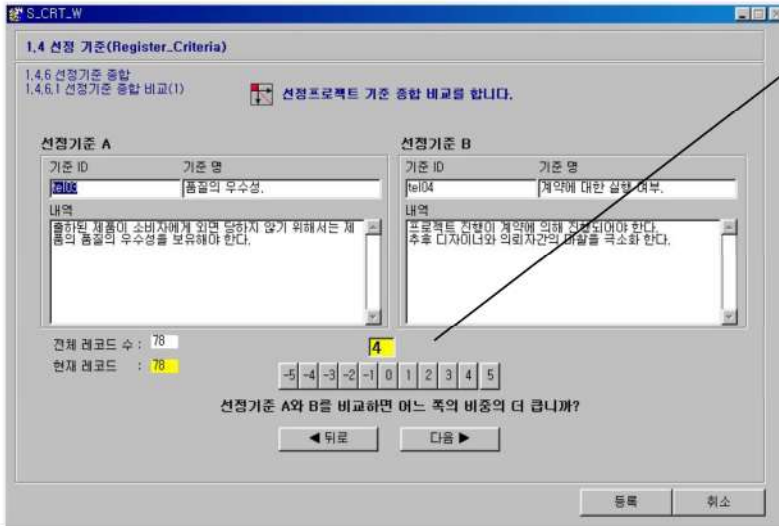 S_CRT_W
1.4 선정 기준(Register_Criteria)
1.4.6 선정기준 종합
1.4.6.1 선정기준 종합 비교(1)
선정프로젝트 기준 종합 비교를 합니다.
선정기준 A
기준 ID 기준 명
tel03 품질의 우수성.
내역
출하된 제품이 소비자에게 외면 당하지 않기 위해서는 제
품의 품질의 우수성을 보유해야 한다.
선정기준 B
기준 ID 기준 명
tel04 계약에 대한 실행 여부.
내역
프로젝트 진행이 계약에 의해 진행되어야 한다.
추후 디자이너와 의뢰자간의 마찰을 극소화 한다.
전체 레코드 수 : 78
현재 레코드 : 78
4
-5 -4 -3 -2 -1 0 1 2 3 4 5
선정기준 A와 B를 비교하면 어느 쪽의 비중의 더 큽니까?
◀ 뒤로 다음 ▶
등록 취소